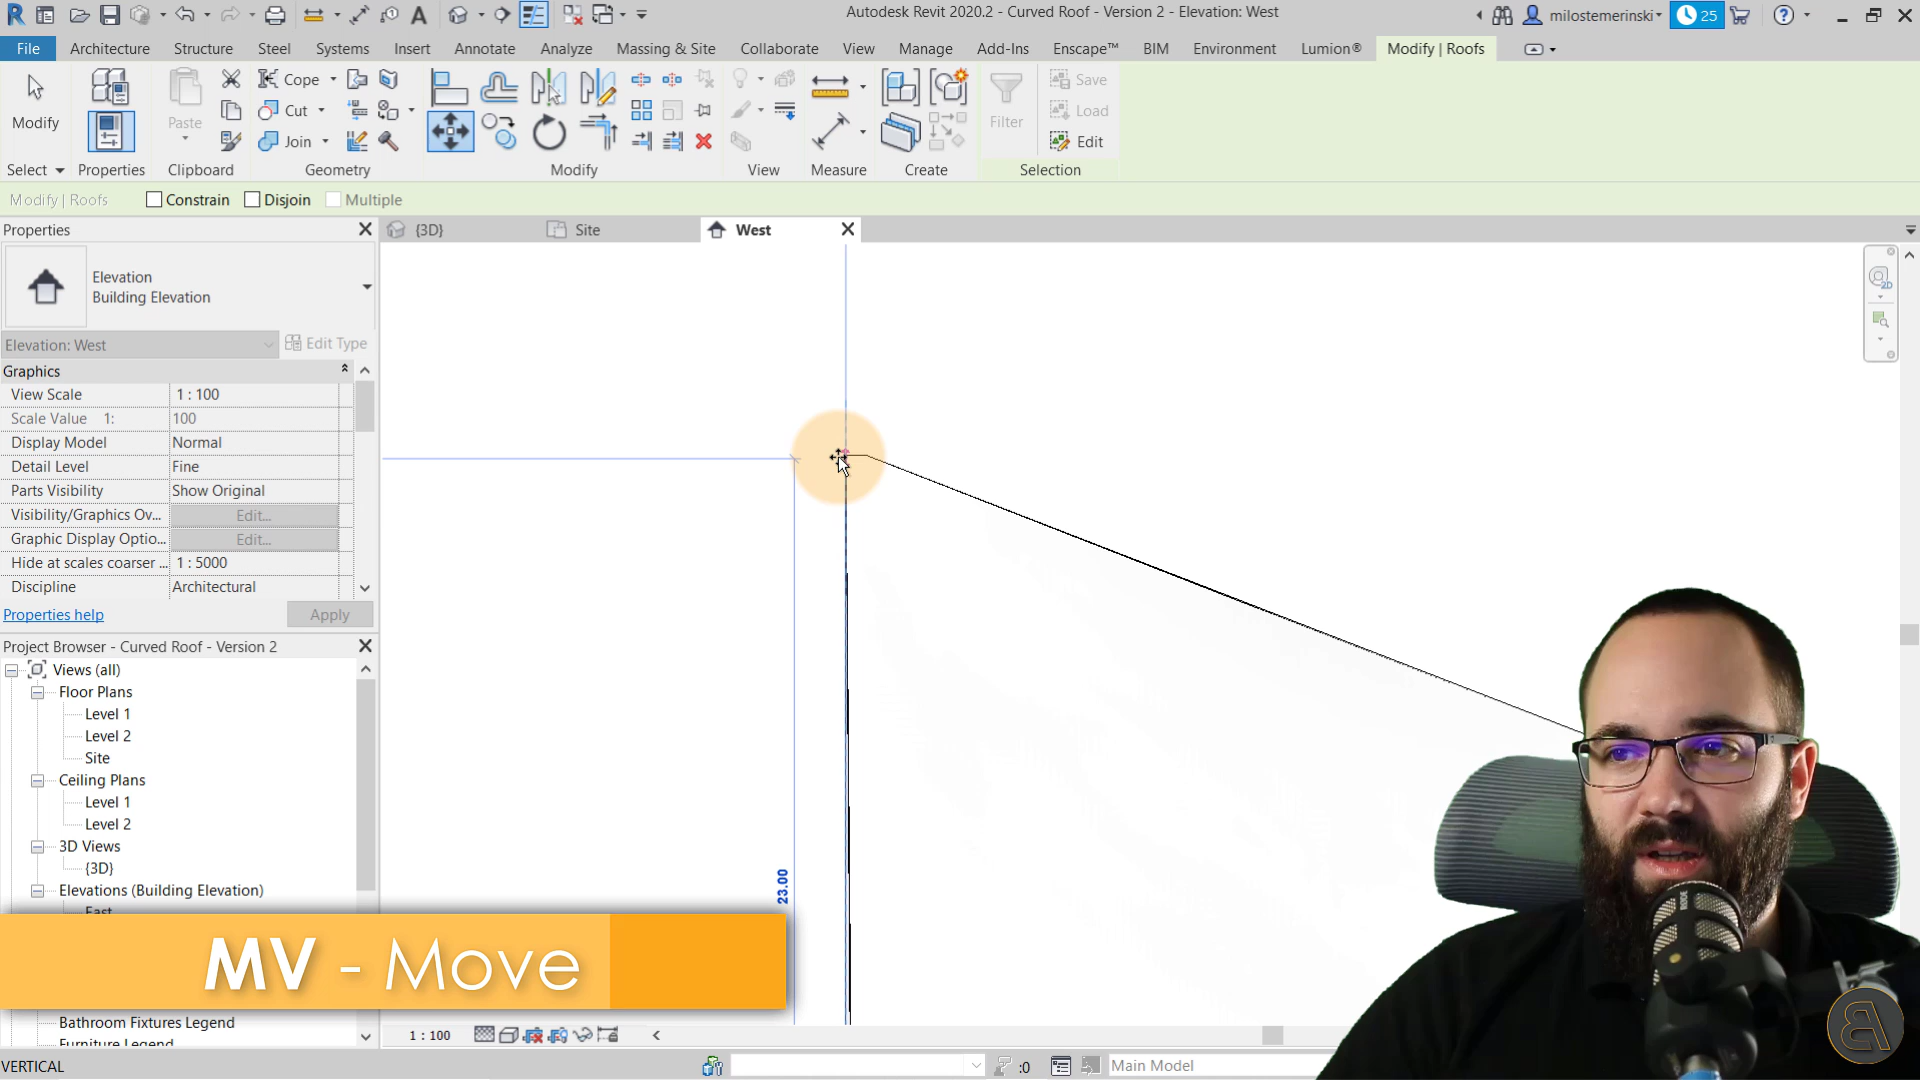 Autodesk Revit 2020.2 - Curved Roof - Version 2 - Elevation: West
milostemerinski
25
File Architecture Structure Steel Systems Insert Annotate Analyze Massing & Site Collaborate View Manage Add-Ins Enscape™ BIM Environment Lumion® Modify | Roofs
Modify
Paste
Cope
Cut
Join
Filter
Save
Load
Edit
Select Properties Clipboard Geometry Modify View Measure Create Selection
Modify | Roofs Constrain Disjoin Multiple
Properties
{3D} Site West
2D
Elevation
Building Elevation
Elevation: West Edit Type
Graphics
View Scale 1 : 100
Scale Value 1: 100
Display Model Normal
Detail Level Fine
Parts Visibility Show Original
Visibility/Graphics Ov... Edit...
Graphic Display Optio... Edit...
Hide at scales coarser ... 1 : 5000
Discipline Architectural
Properties help Apply
Project Browser - Curved Roof - Version 2
Views (all)
Floor Plans
Level 1
Level 2
Site
Ceiling Plans
Level 1
Level 2
3D Views
{3D}
Elevations (Building Elevation)
East
23.00
MV - Move
Bathroom Fixtures Legend
Furniture Legend
1 : 100
VERTICAL
:0
Main Model
RODE